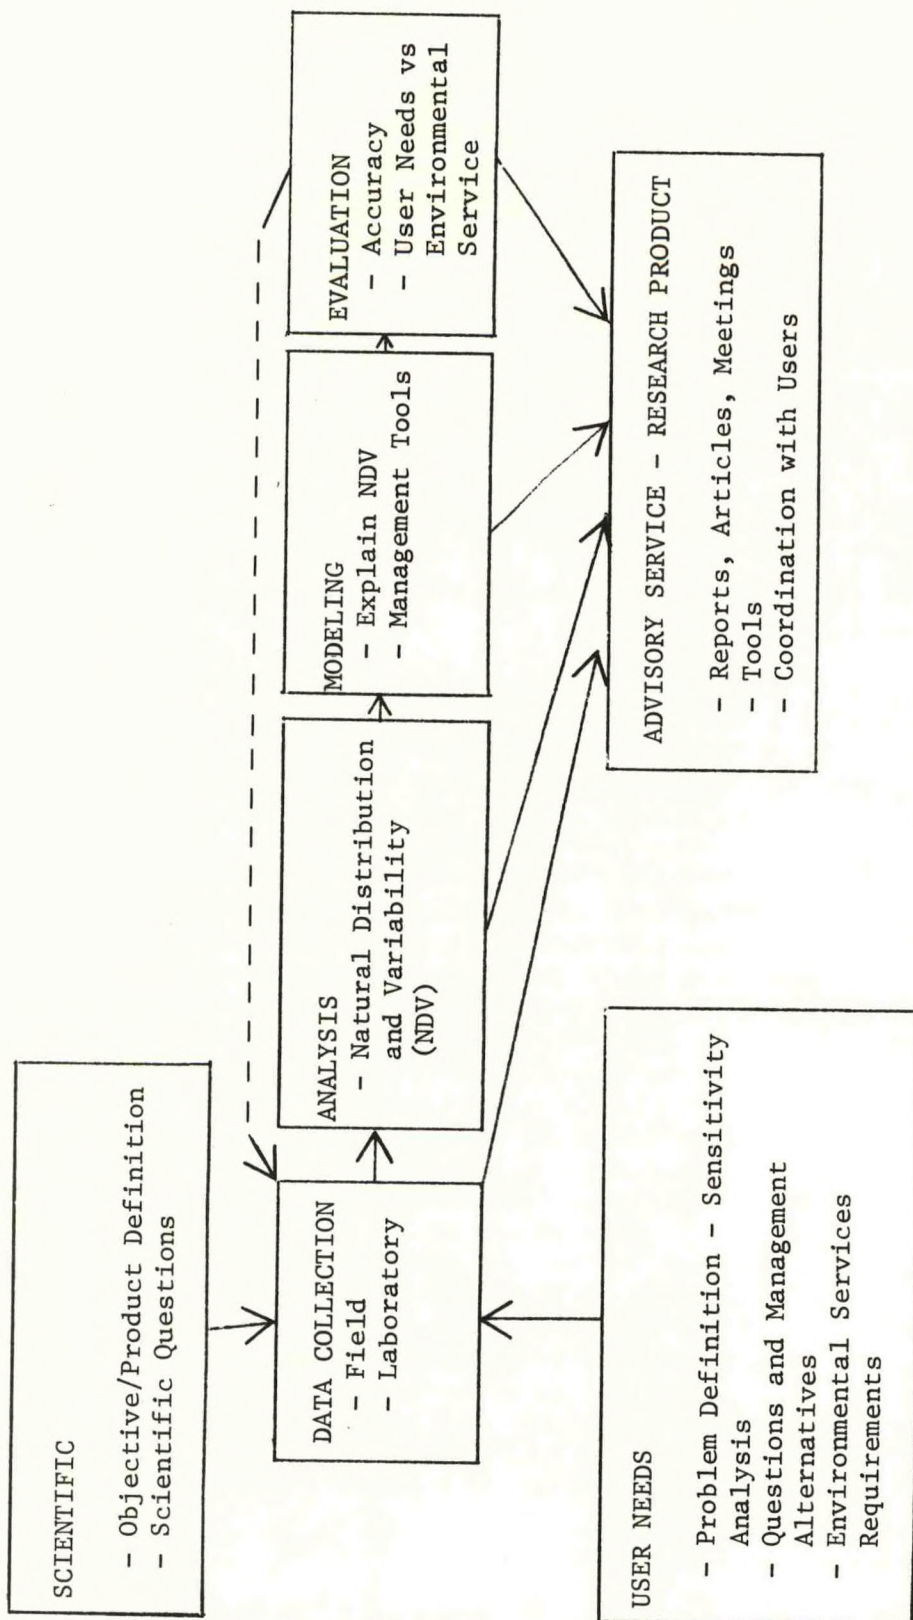 SCIENTIFIC
- Objective/Product Definition
- Scientific Questions
DATA COLLECTION
- Field
- Laboratory
ANALYSIS
- Natural Distribution
and Variability
(NDV)
MODELING
- Explain NDV
- Management Tools
EVALUATION
- Accuracy
- User Needs vs
Environmental
Service
USER NEEDS
- Problem Definition - Sensitivity
Analysis
- Questions and Management
Alternatives
- Environmental Services
Requirements
ADVISORY SERVICE - RESEARCH PRODUCT
- Reports, Articles, Meetings
- Tools
- Coordination with Users